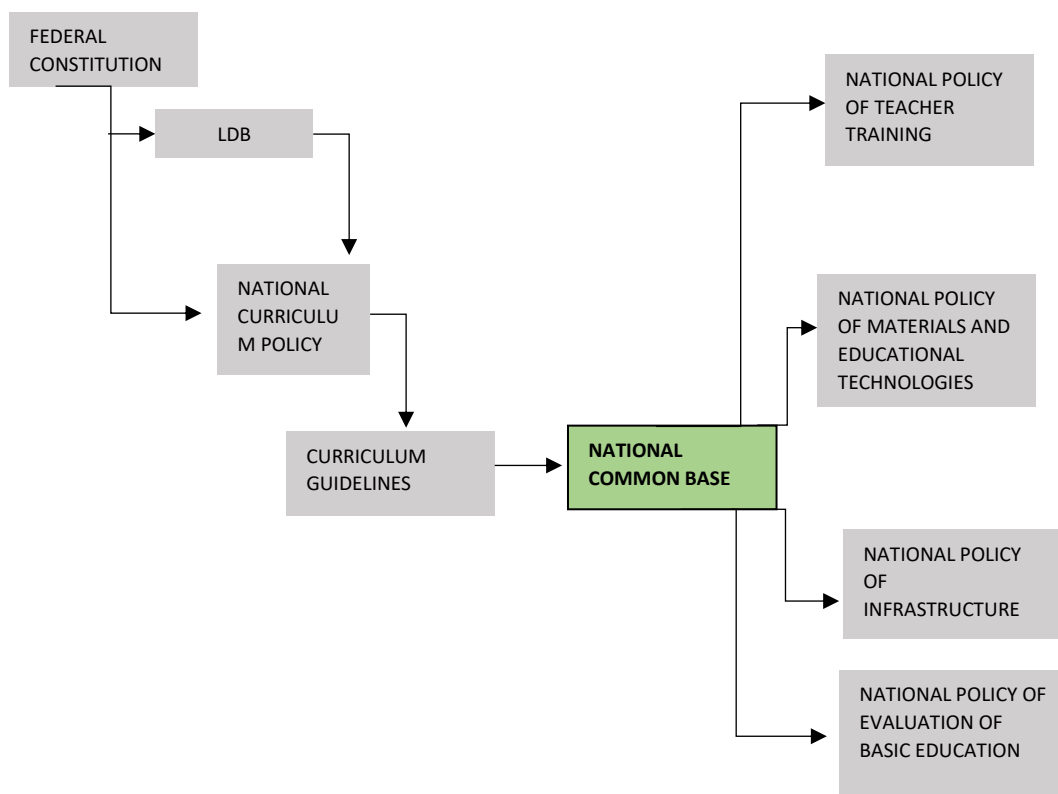 FEDERAL
CONSTITUTION
LDB
NATIONAL
CURRICULU
M POLICY
CURRICULUM
GUIDELINES
NATIONAL
COMMON BASE
NATIONAL POLICY
OF TEACHER
TRAINING
NATIONAL POLICY
OF MATERIALS AND
EDUCATIONAL
TECHNOLOGIES
NATIONAL POLICY
OF
INFRASTRUCTURE
NATIONAL POLICY OF
EVALUATION OF
BASIC EDUCATION